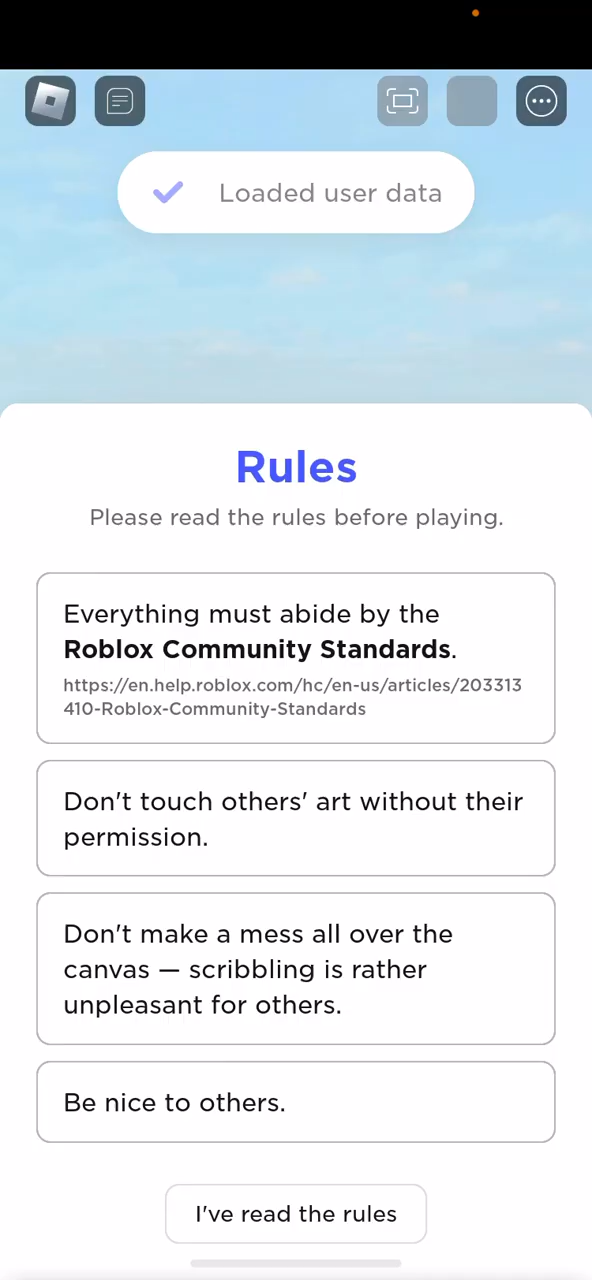 Loaded user data
Rules
Please read the rules before playing.
Everything must abide by the
Roblox Community Standards.
https://en.help.roblox.com/hc/en-us/articles/203313
410-Roblox-Community-Standards
Don't touch others' art without their
permission.
Don't make a mess all over the
canvas — scribbling is rather
unpleasant for others.
Be nice to others.
I've read the rules